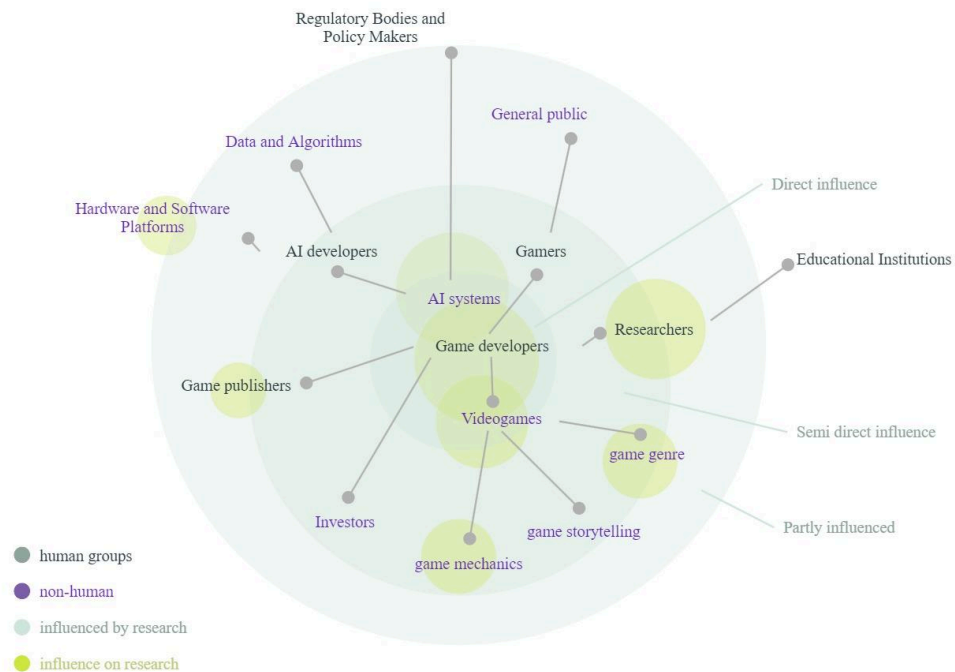 Regulatory Bodies and
Policy Makers
General public
Data and Algorithms
Direct influence
Hardware and Software
Platforms
AI developers
Gamers
Educational Institutions
AI systems
Researchers
Game developers
Game publishers
Videogames
Semi direct influence
game genre
Investors
game storytelling
Partly influenced
game mechanics
human groups
non-human
influenced by research
influence on research